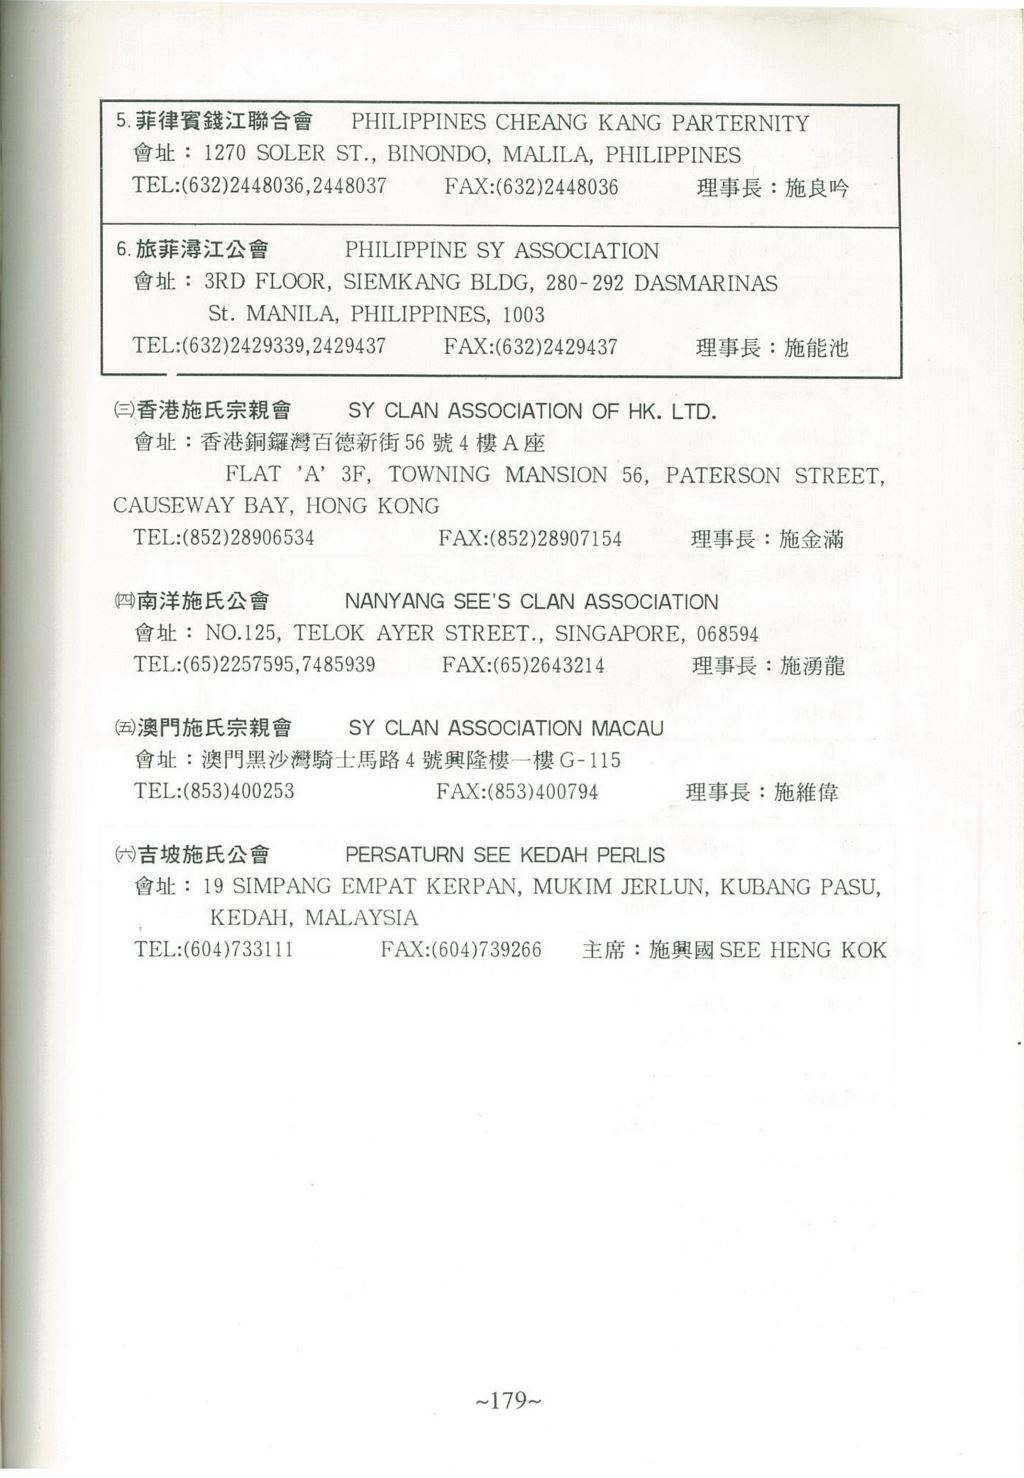 5.菲律賓錢江聯合會 PHILIPPINES CHEANG KANG PARTERNITY
會址：1270 SOLER ST., BINONDO, MALILA, PHILIPPINES
TEL:(632)2448036,2448037 FAX:(632)2448036 理事長：施良吟
6.旅菲潯江公會 PHILIPPINE SY ASSOCIATION
會址：3RD FLOOR, SIEMKANG BLDG, 280-292 DASMARINAS
St. MANILA, PHILIPPINES, 1003
TEL:(632)2429339,2429437 FAX:(632)2429437 理事長：施能池
㈢香港施氏宗親會 SY CLAN ASSOCIATION OF HK. LTD.
會址：香港銅鑼灣百德新街56號4樓A座
FLAT 'A' 3F, TOWNING MANSION 56, PATERSON STREET,
CAUSEWAY BAY, HONG KONG
TEL:(852)28906534 FAX:(852)28907154 理事長：施金滿
㈣南洋施氏公會 NANYANG SEE'S CLAN ASSOCIATION
會址：NO.125, TELOK AYER STREET., SINGAPORE, 068594
TEL:(65)2257595,7485939 FAX:(65)2643214 理事長：施湧龍
㈤澳門施氏宗親會 SY CLAN ASSOCIATION MACAU
會址：澳門黑沙灣騎士馬路4號興隆樓一樓G-115
TEL:(853)400253 FAX:(853)400794 理事長：施維偉
㈥吉坡施氏公會 PERSATURN SEE KEDAH PERLIS
會址：19 SIMPANG EMPAT KERPAN, MUKIM JERLUN, KUBANG PASU,
KEDAH, MALAYSIA
TEL:(604)733111 FAX:(604)739266 主席：施興國SEE HENG KOK
~179~